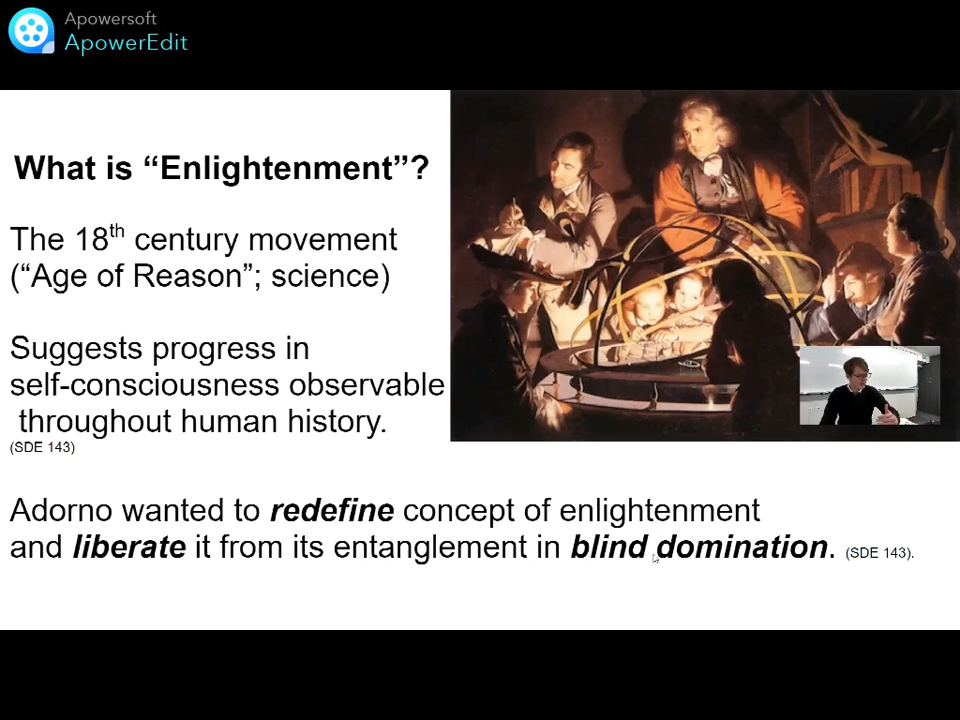 Apowersoft
ApowerEdit
What is “Enlightenment”?
The 18th century movement
(“Age of Reason”; science)
Suggests progress in
self-consciousness observable
throughout human history.
(SDE 143)
Adorno wanted to redefine concept of enlightenment
and liberate it from its entanglement in blind domination. (SDE 143).